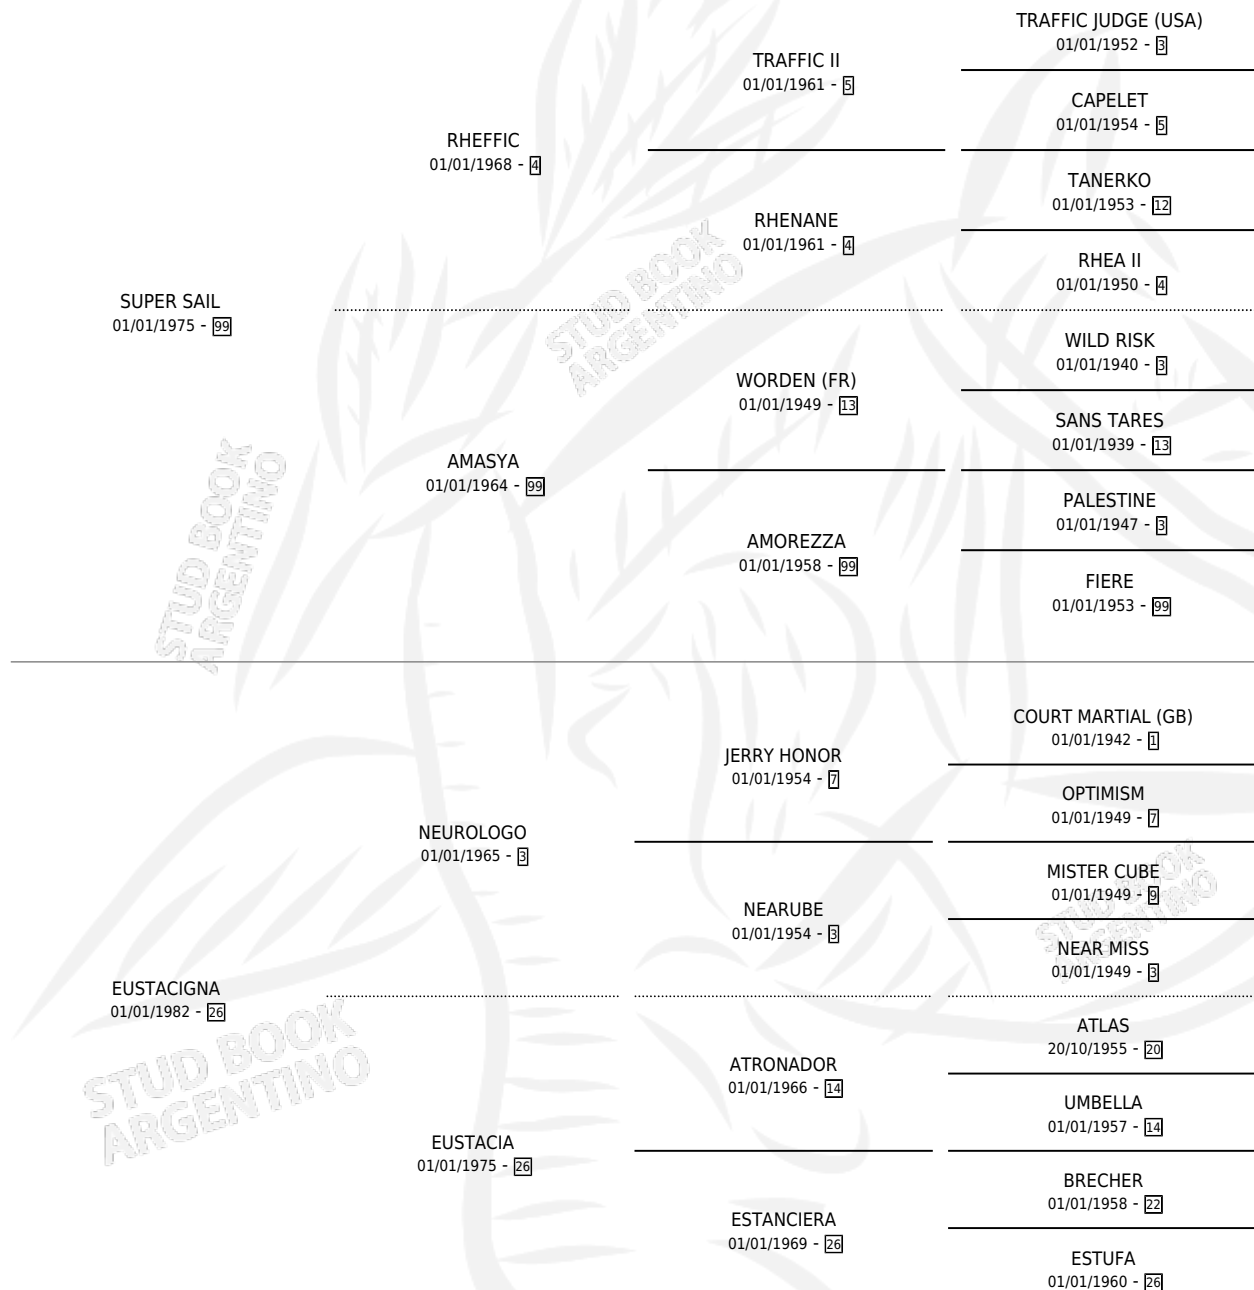 TRAFFIC JUDGE (USA)
01/01/1952 - 3
TRAFFIC II
01/01/1961 - 5
CAPELET
01/01/1954 - 5
RHEFFIC
01/01/1968 - 4
TANERKO
01/01/1953 - 12
RHENANE
01/01/1961 - 4
RHEA II
01/01/1950 - 4
SUPER SAIL
01/01/1975 - 99
WILD RISK
01/01/1940 - 3
WORDEN (FR)
01/01/1949 - 13
SANS TARES
01/01/1939 - 13
AMASYA
01/01/1964 - 99
PALESTINE
01/01/1947 - 3
AMOREZZA
01/01/1958 - 99
FIERE
01/01/1953 - 99
STUD BOOK
ARGENTINO
STUD BOOK
ARGENTINO
COURT MARTIAL (GB)
01/01/1942 - 1
JERRY HONOR
01/01/1954 - 7
OPTIMISM
01/01/1949 - 7
NEUROLOGO
01/01/1965 - 3
MISTER CUBE
01/01/1949 - 9
NEARUBE
01/01/1954 - 3
NEAR MISS
01/01/1949 - 3
STUD BOOK
ARGENTINO
EUSTACIGNA
01/01/1982 - 26
ATLAS
20/10/1955 - 20
ATRONADOR
01/01/1966 - 14
UMBELLA
01/01/1957 - 14
EUSTACIA
01/01/1975 - 26
BRECHER
01/01/1958 - 22
ESTANCIERA
01/01/1969 - 26
ESTUFA
01/01/1960 - 26
STUD BOOK
ARGENTINO